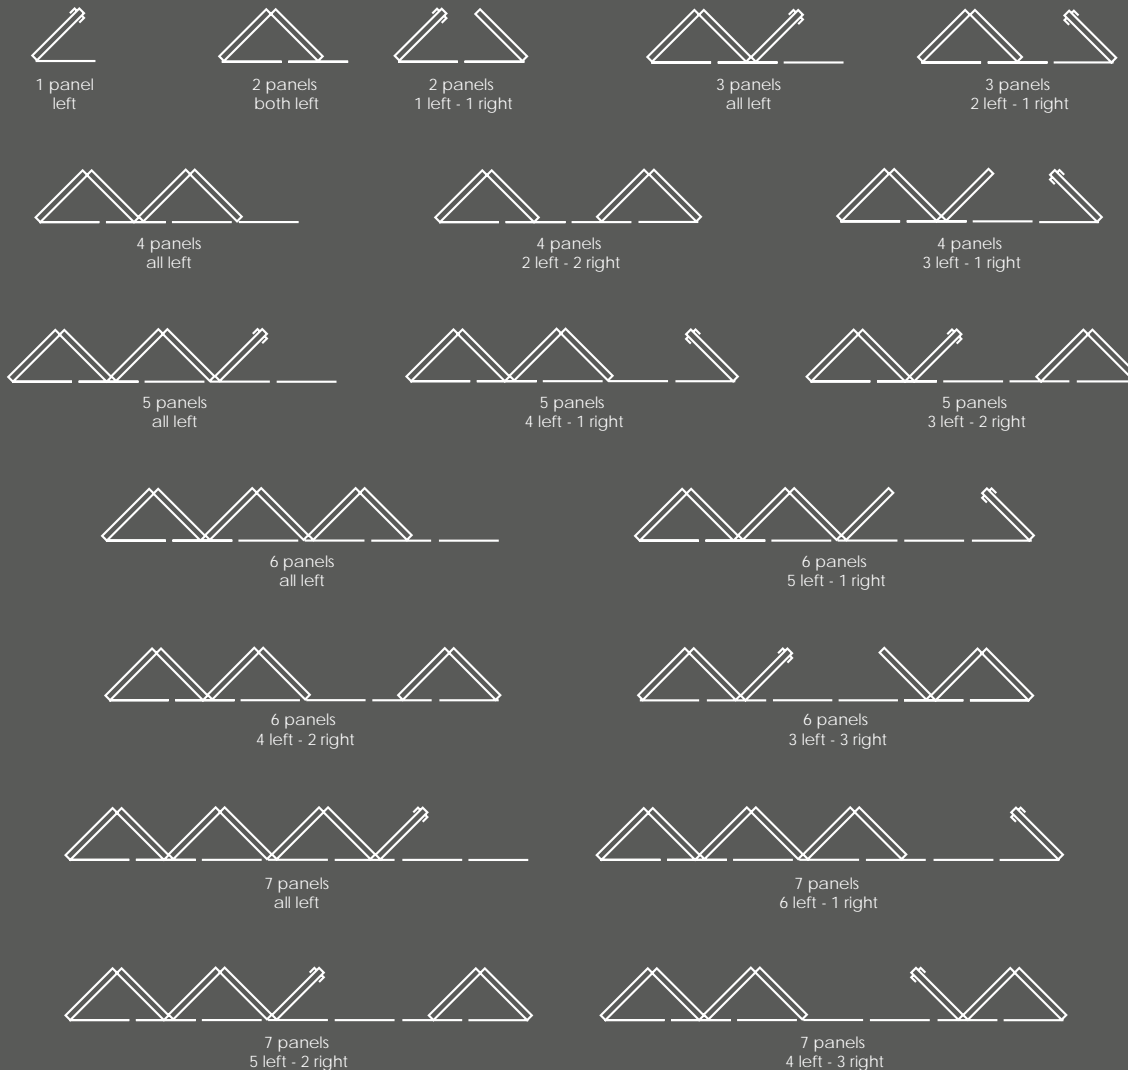 1 panel
left
2 panels
both left
2 panels
1 left - 1 right
3 panels
all left
3 panels
2 left - 1 right
4 panels
all left
4 panels
2 left - 2 right
4 panels
3 left - 1 right
5 panels
all left
5 panels
4 left - 1 right
5 panels
3 left - 2 right
6 panels
all left
6 panels
5 left - 1 right
6 panels
4 left - 2 right
6 panels
3 left - 3 right
7 panels
all left
7 panels
6 left - 1 right
7 panels
5 left - 2 right
7 panels
4 left - 3 right